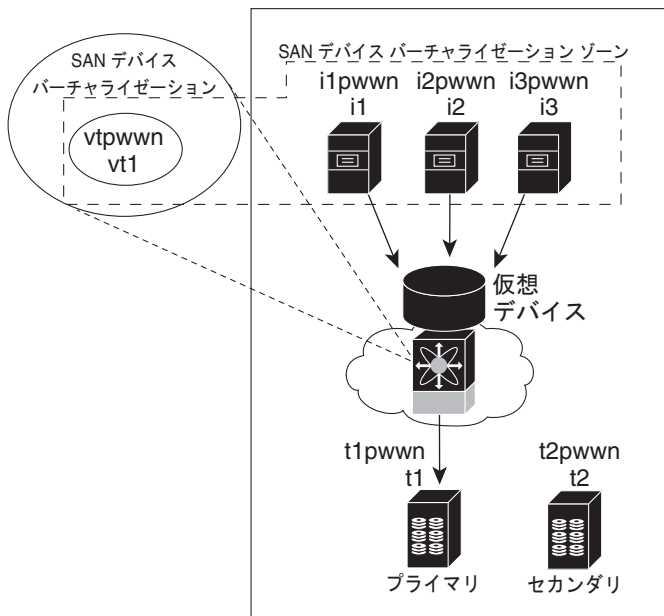 SAN デバイス
バーチャライゼーション
vtpwwn
vt1
SAN デバイス バーチャライゼーション ゾーン
i1pwwn i2pwwn i3pwwn
i1 i2 i3
仮想
デバイス
t1pwwn t2pwwn
t1 t2
プライマリ セカンダリ